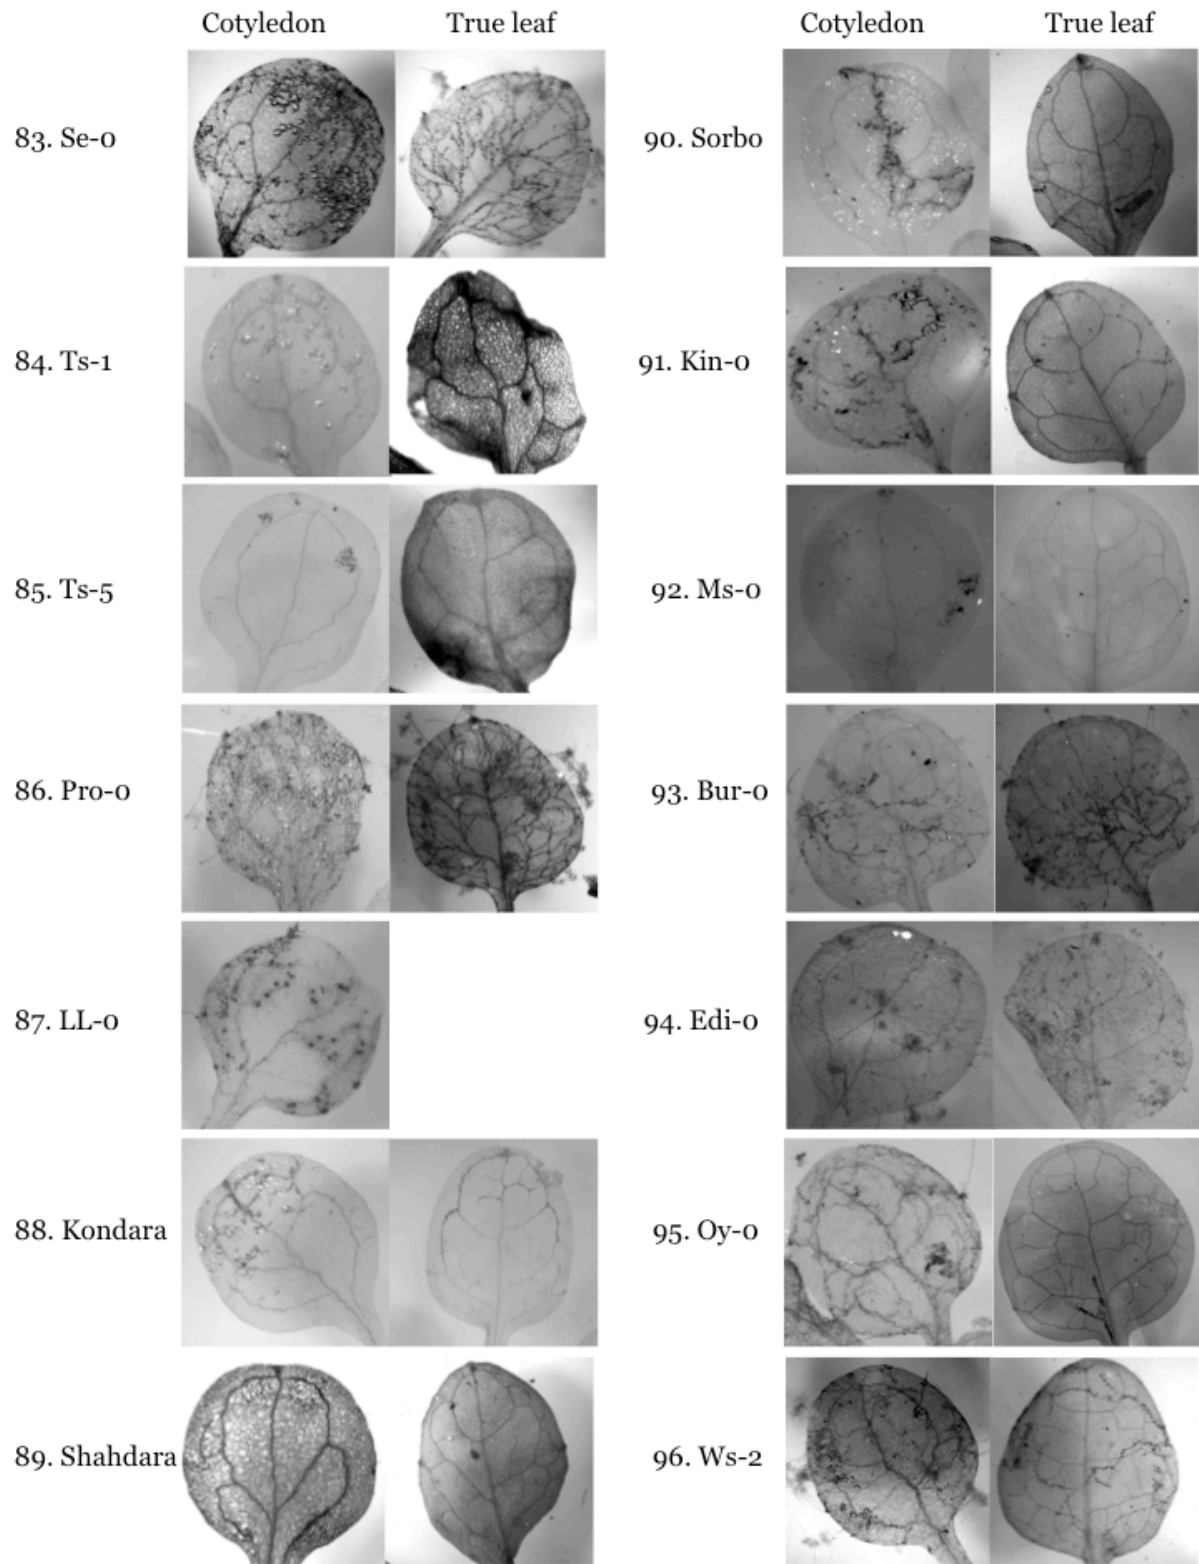 Cotyledon True leaf Cotyledon True leaf
83. Se-0
84. Ts-1
85. Ts-5
86. Pro-0
87. LL-0
88. Kondara
89. Shahdara
90. Sorbo
91. Kin-0
92. Ms-0
93. Bur-0
94. Edi-0
95. Oy-0
96. Ws-2